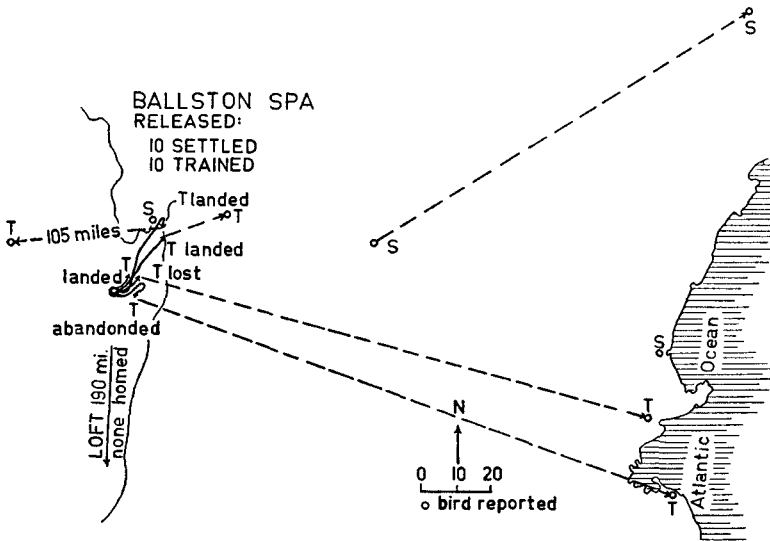 S
BALLSTON SPA
RELEASED:
10 SETTLED
10 TRAINED
S
T landed
T
T
105 miles
S
T landed
landed
T
T lost
T
abandonded
S
Ocean
LOFT 190 mi.
none homed
N
T
0 10 20
o bird reported
Atlantic
T